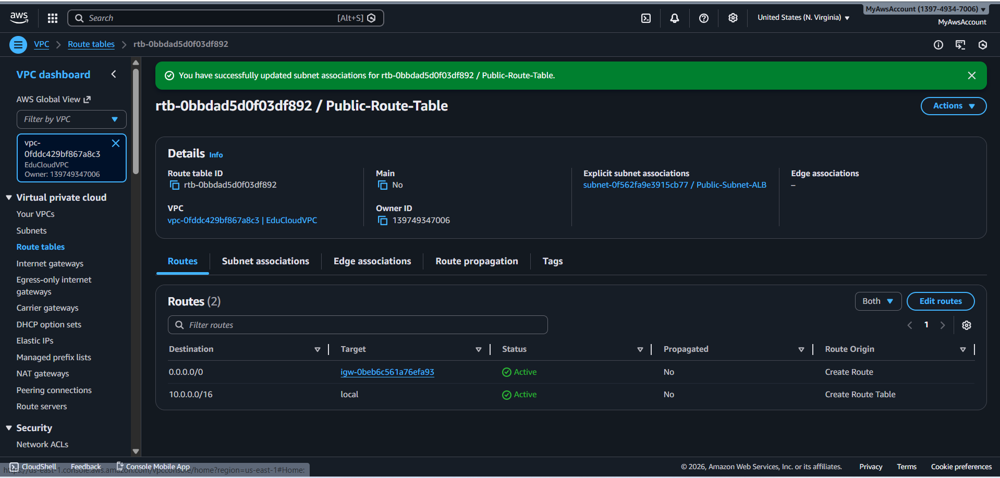 aws
Search
[Alt+S]
United States (N. Virginia)
MyAwsAccount (1397-4934-7006)
MyAwsAccount
VPC
Route tables
rtb-0bbdad5d0f03df892
VPC dashboard
AWS Global View
Filter by VPC
vpc-
0fddc429bf867a8c3
EduCloudVPC
Owner: 139749347006
Virtual private cloud
Your VPCs
Subnets
Route tables
Internet gateways
Egress-only internet
gateways
Carrier gateways
DHCP option sets
Elastic IPs
Managed prefix lists
NAT gateways
Peering connections
Route servers
Security
Network ACLs
You have successfully updated subnet associations for rtb-0bbdad5d0f03df892 / Public-Route-Table.
rtb-0bbdad5d0f03df892 / Public-Route-Table
Actions
Details Info
Route table ID
rtb-0bbdad5d0f03df892
Main
No
Explicit subnet associations
subnet-0f562fa9e3915cb77 / Public-Subnet-ALB
Edge associations
–
VPC
vpc-0fddc429bf867a8c3 | EduCloudVPC
Owner ID
139749347006
Routes
Subnet associations
Edge associations
Route propagation
Tags
Routes (2)
Both
Edit routes
Filter routes
1
Destination Target Status Propagated Route Origin
0.0.0.0/0 igw-0beb6c561a76efa93 Active No Create Route
10.0.0.0/16 local Active No Create Route Table
CloudShell Feedback Console Mobile App
https://us-east-1.console.aws.amazon.com/vpcconsole/home?region=us-east-1#Home:
© 2026, Amazon Web Services, Inc. or its affiliates.
Privacy Terms Cookie preferences